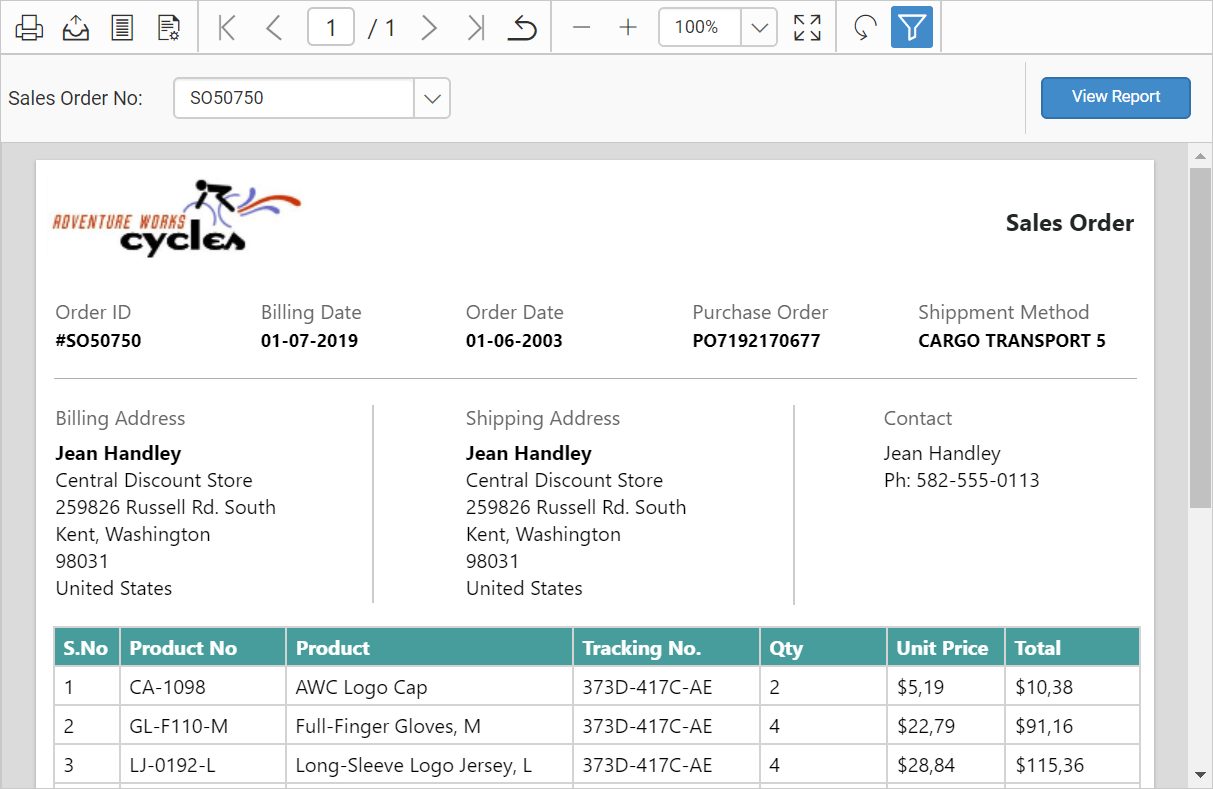 1 / 1 100%
Sales Order No: SO50750 View Report
ADVENTURE WORKS
cycles
Sales Order
Order ID Billing Date Order Date Purchase Order Shippment Method
#SO50750 01-07-2019 01-06-2003 PO7192170677 CARGO TRANSPORT 5
Billing Address Shipping Address Contact
Jean Handley Jean Handley Jean Handley
Central Discount Store Central Discount Store Ph: 582-555-0113
259826 Russell Rd. South 259826 Russell Rd. South
Kent, Washington Kent, Washington
98031 98031
United States United States
S.No Product No Product Tracking No. Qty Unit Price Total
1 CA-1098 AWC Logo Cap 373D-417C-AE 2 $5,19 $10,38
2 GL-F110-M Full-Finger Gloves, M 373D-417C-AE 4 $22,79 $91,16
3 LJ-0192-L Long-Sleeve Logo Jersey, L 373D-417C-AE 4 $28,84 $115,36